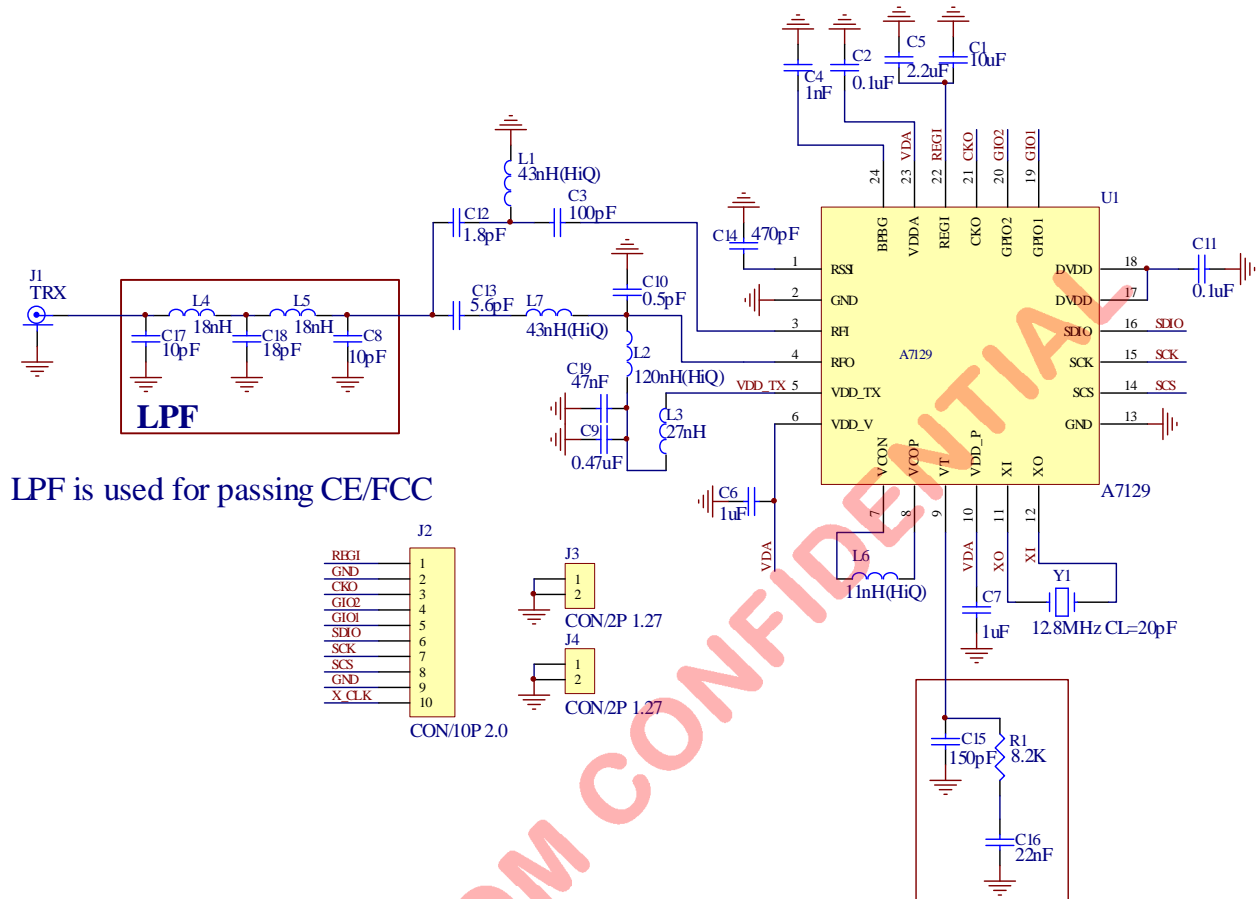 C4
1nF
C2
0.1uF
C5
2.2uF
C1
10uF
VDA
REGI
CKO
GIO2
GIO1
24
23
22
21
20
19
L1
43nH(HiQ)
C3
100pF
C12
1.8pF
C14
470pF
U1
BPBG
VDDA
REGI
CKO
GPIO2
GPIO1
1
RSSI
2
GND
3
RFI
4
RFO
VDD_TX
5
VDD_TX
6
VDD_V
A7129
DVDD
18
DVDD
17
SDIO
16
SDIO
SCK
15
SCK
SCS
14
SCS
GND
13
C11
0.1uF
J1
TRX
L4
18nH
L5
18nH
C17
10pF
C18
18pF
C8
10pF
LPF
C13
5.6pF
L7
43nH(HiQ)
C10
0.5pF
L2
120nH(HiQ)
C19
47nF
C9
0.47uF
L3
27nH
VCON
VCOP
VT
VDD_P
XI
XO
A7129
7
8
9
10
11
12
LPF is used for passing CE/FCC
C6
1uF
VDA
L6
11nH(HiQ)
VDA
XO
XI
C7
1uF
Y1
12.8MHz CL=20pF
J2
REGI
1
GND
2
CKO
3
GIO2
4
GIO1
5
SDIO
6
SCK
7
SCS
8
GND
9
X_CLK
10
CON/10P 2.0
J3
1
2
CON/2P 1.27
J4
1
2
CON/2P 1.27
C15
150pF
R1
8.2K
C16
22nF
OM CONFIDENTIAL